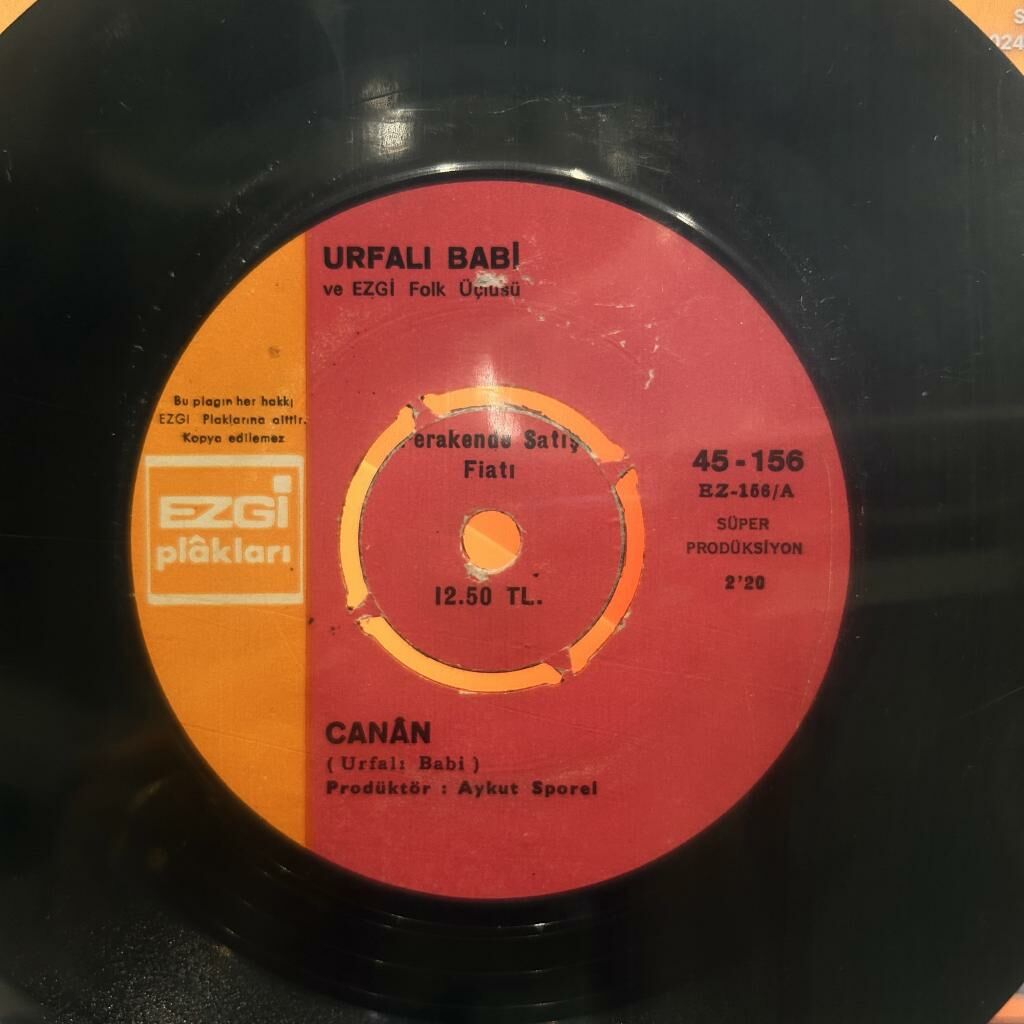 URFALI BABİ
ve EZGİ Folk Üçlüsü
Bu plagın her hakkı
EZGİ Plaklarına aittir.
Kopya edilemez
EZGİ
plâkları
Perakende Satış
Fiatı
12.50 TL.
45-156
EZ-156/A
SÜPER
PRODÜKSİYON
2'20
CANÂN
(Urfalı Babi)
Prodüktör : Aykut Sporel